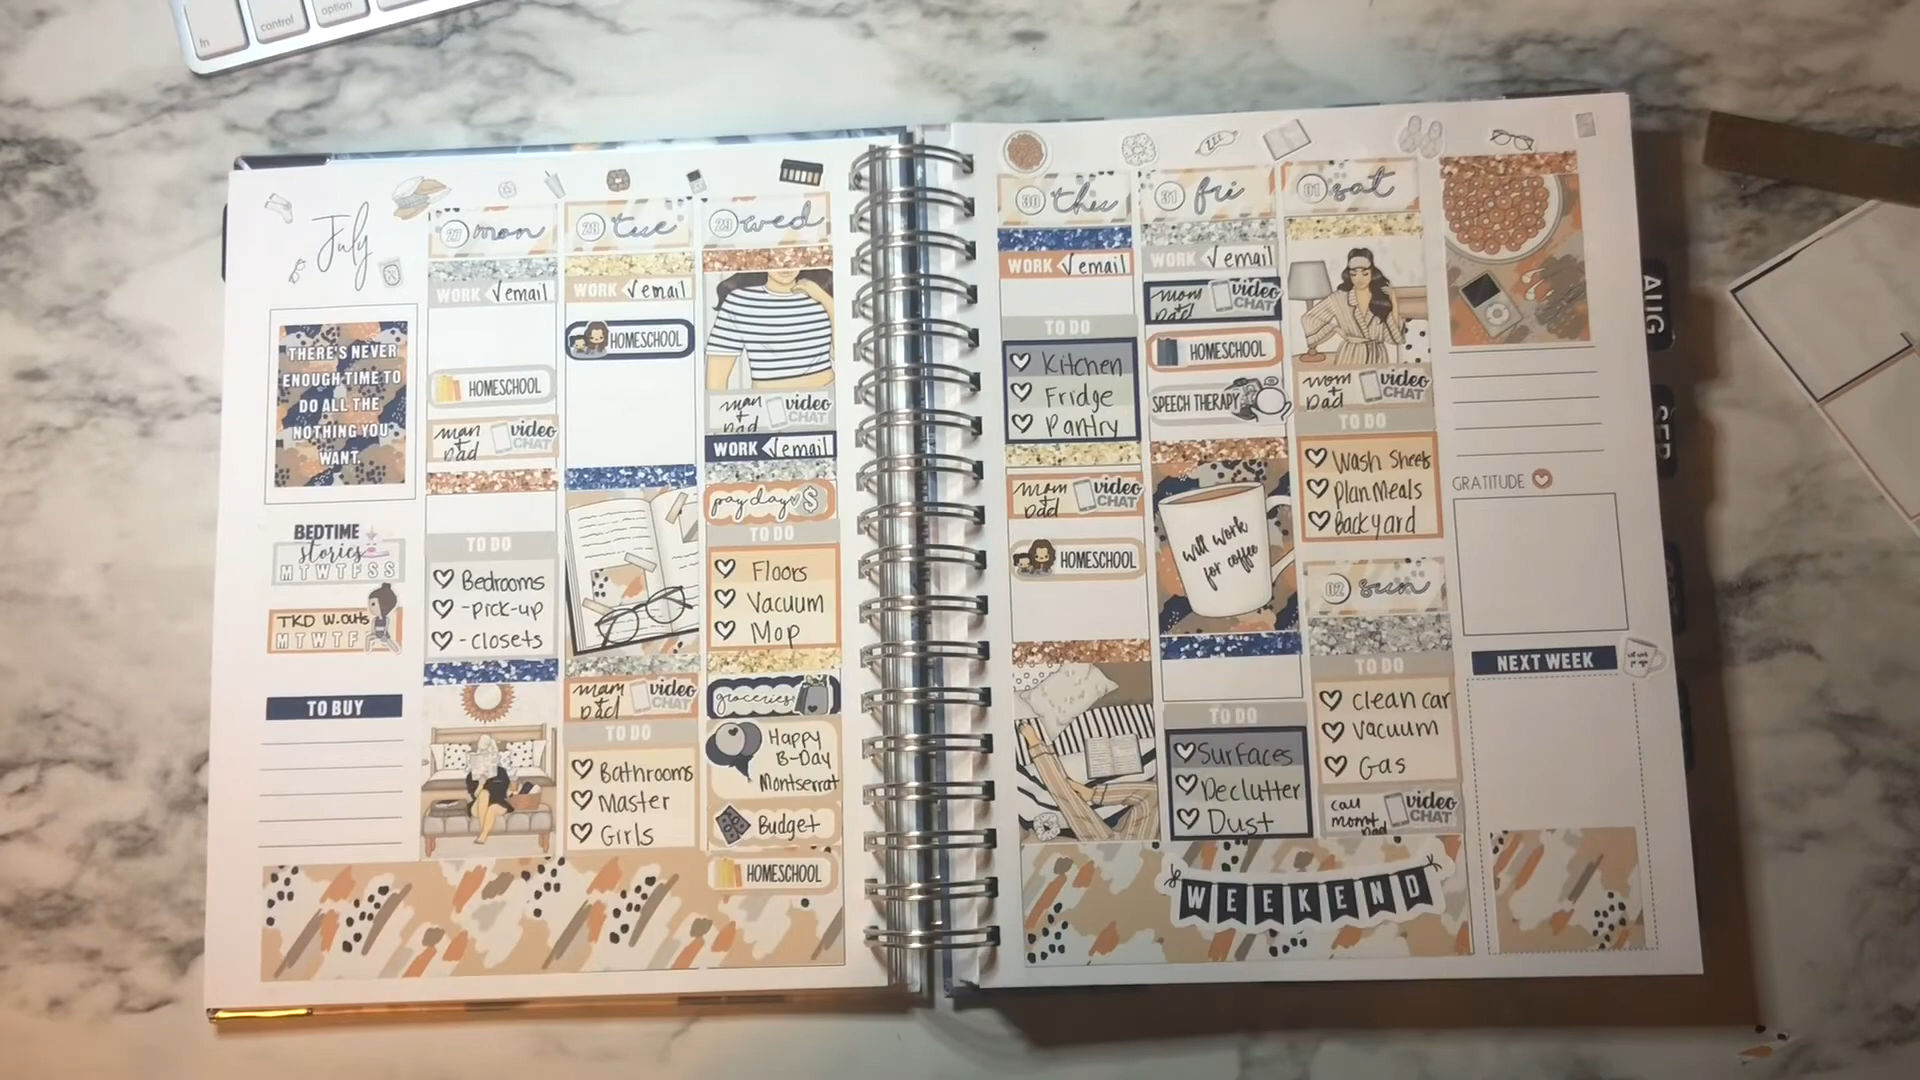 fn
control
option
July
THERE'S NEVER
ENOUGH TIME TO
DO ALL THE
NOTHING YOU
WANT.
BEDTIME
stories
M T W T F S S
TKD W.outs
M T W T F
TO BUY
27 mon
WORK √email
HOMESCHOOL
mom
+
Dad
video
CHAT
TO DO
Bedrooms
-pick-up
-closets
28 tue
WORK √email
HOMESCHOOL
mom
+
Dad
video
CHAT
TO DO
Bathrooms
Master
Girls
29 wed
mom
+
Dad
video
CHAT
WORK √email
payday $
TO DO
Floors
Vacuum
Mop
groceries
Happy
B-Day
Montserrat
Budget
HOMESCHOOL
30 thu
WORK √email
TO DO
Kitchen
Fridge
Pantry
mom
+
Dad
video
CHAT
HOMESCHOOL
31 fri
WORK √email
mom
+
Dad
video
CHAT
HOMESCHOOL
SPEECH THERAPY
will work
for coffee
TO DO
Surfaces
Declutter
Dust
01 sat
mom
+
Dad
video
CHAT
TO DO
Wash Sheets
Plan Meals
Backyard
02 sun
TO DO
clean car
Vacuum
Gas
call
mom+
Dad
video
CHAT
WEEKEND
zzz
GRATITUDE
NEXT WEEK
AUG
SEP